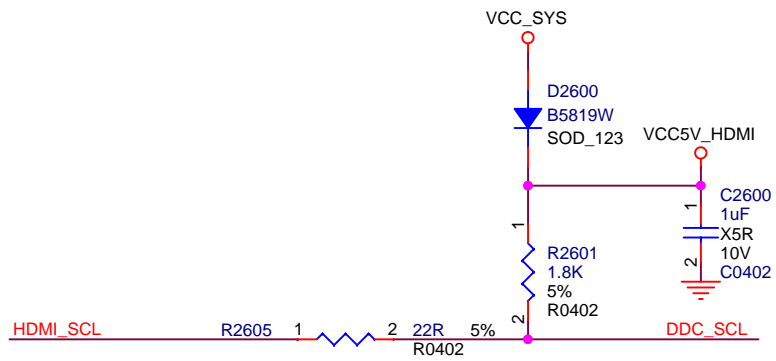 VCC_SYS
D2600
B5819W
SOD_123
VCC5V_HDMI
1
C2600
1uF
X5R
10V
2
C0402
1
R2601
1.8K
5%
R0402
2
HDMI_SCL
R2605
1
2
22R
5%
R0402
DDC_SCL